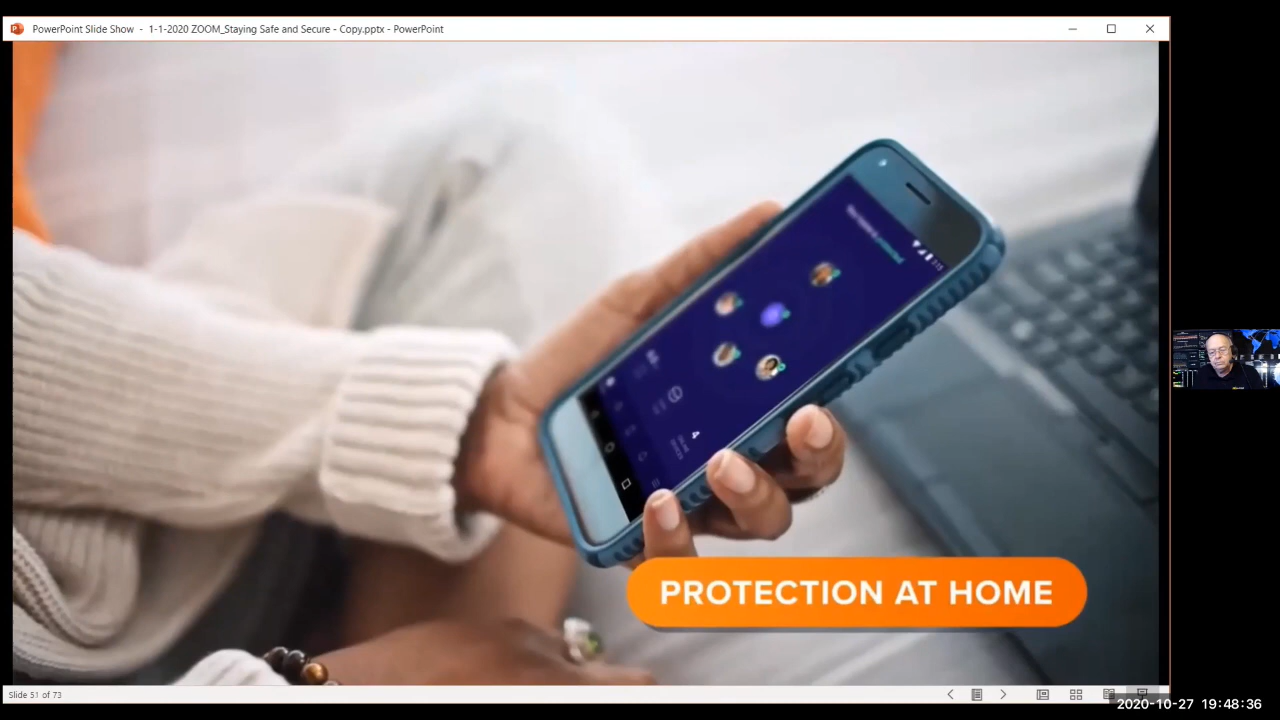 PowerPoint Slide Show - 1-1-2020 ZOOM_Staying Safe and Secure - Copy.pptx - PowerPoint
4
PROTECTION AT HOME
Slide 51 of 73
2020-10-27 19:48:36